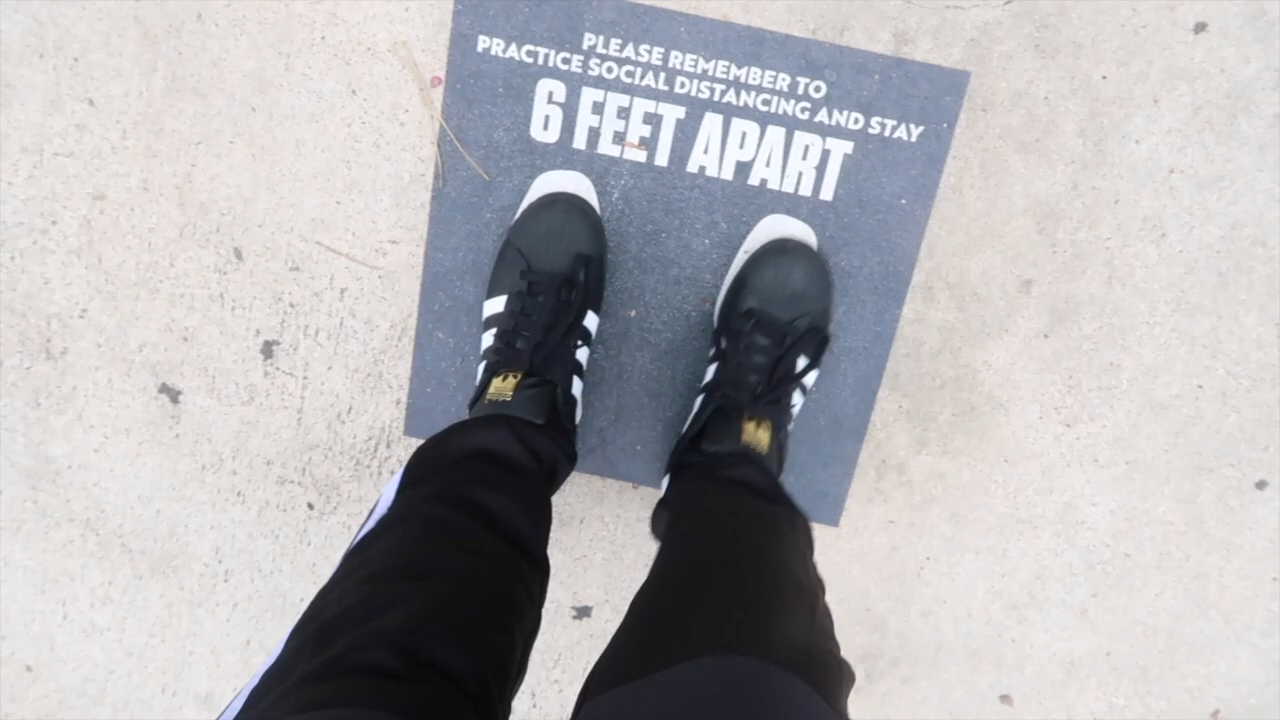 PLEASE REMEMBER TO
PRACTICE SOCIAL DISTANCING AND STAY
6 FEET APART